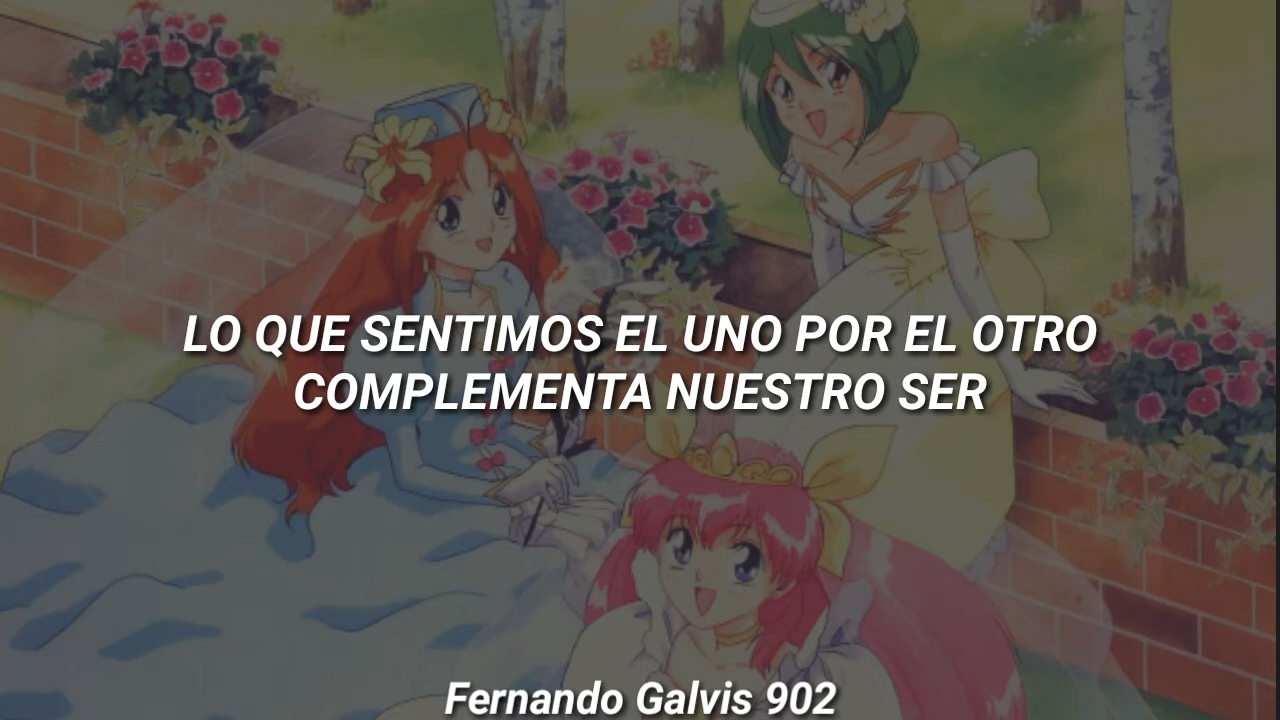 LO QUE SENTIMOS EL UNO POR EL OTRO
COMPLEMENTA NUESTRO SER
Fernando Galvis 902